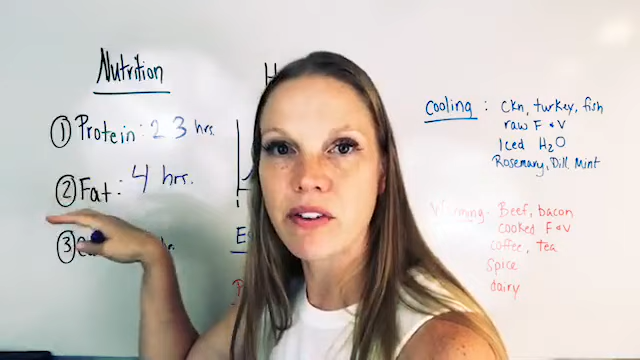 Nutrition
① Protein: 2 3 hrs.
② Fat: 4 hrs.
③
H
E
Cooling: Ckn, turkey, fish
raw F & V
Iced H2O
Rosemary, Dill, Mint
Warming: Beef, bacon
cooked F & V
coffee, tea
Spice
dairy